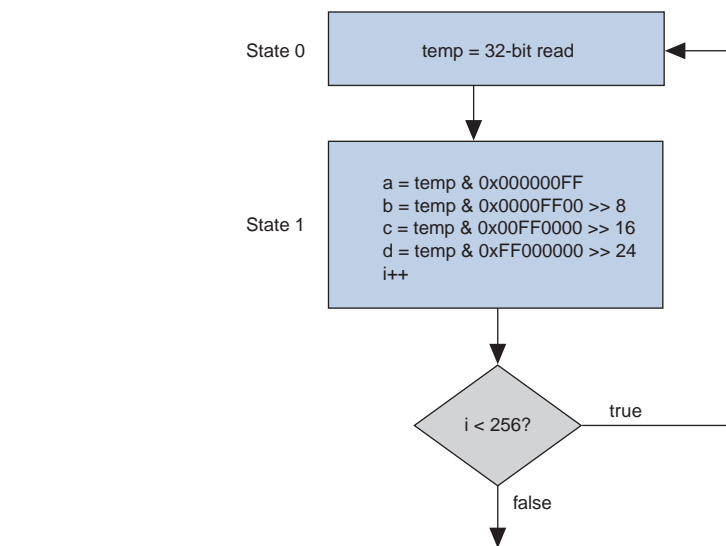 State 0
temp = 32-bit read
State 1
a = temp & 0x000000FF
b = temp & 0x0000FF00 >> 8
c = temp & 0x00FF0000 >> 16
d = temp & 0xFF000000 >> 24
i++
i < 256?
true
false